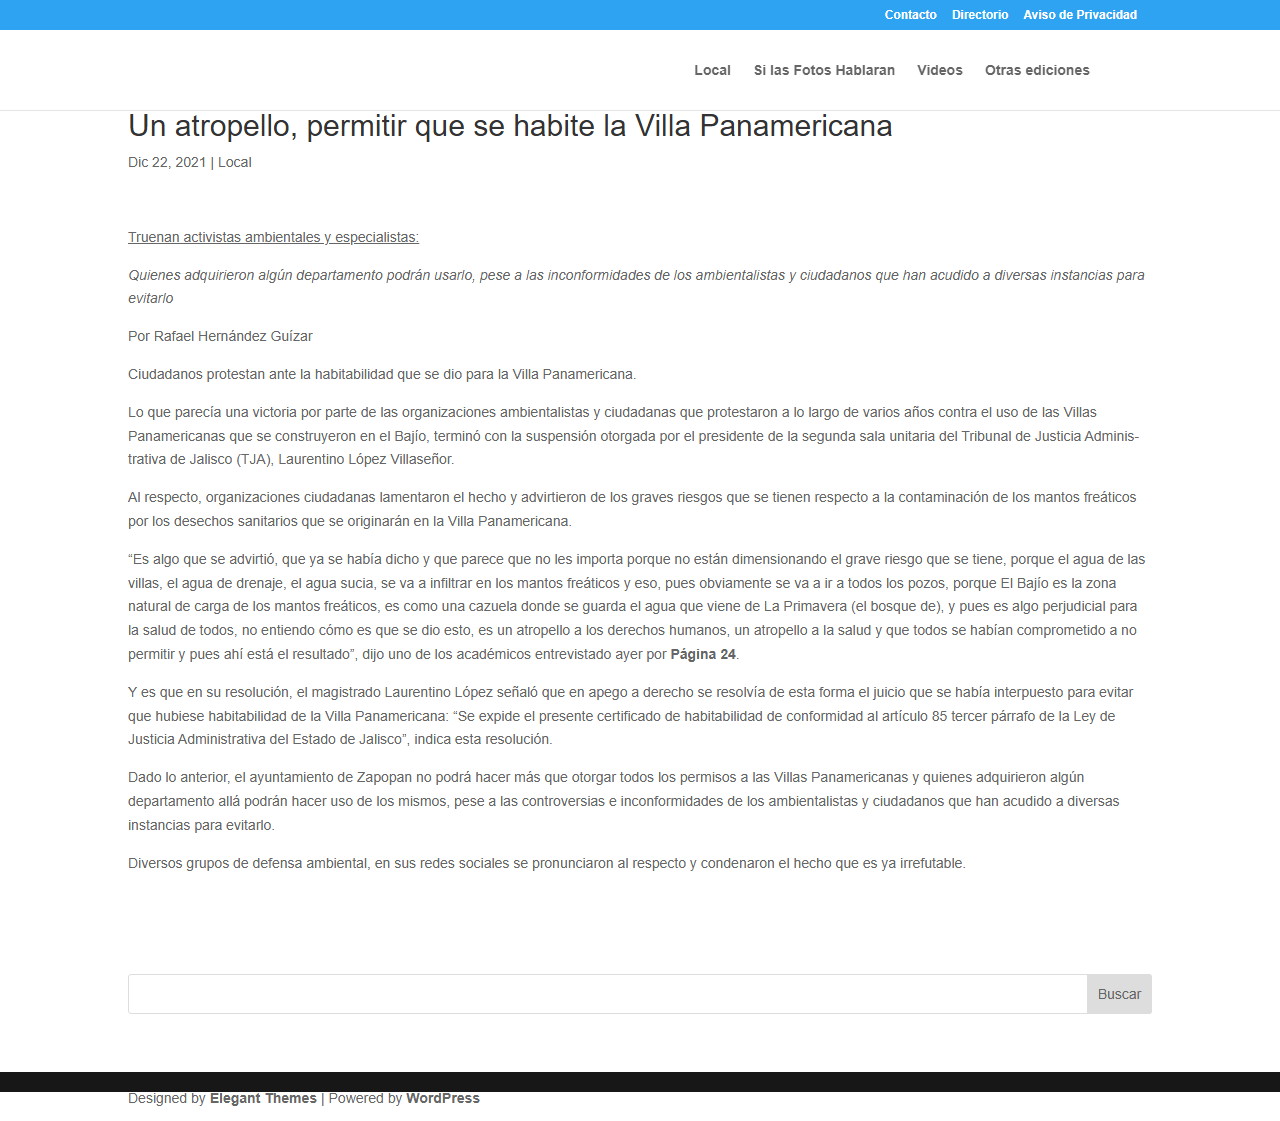 Contacto Directorio Aviso de Privacidad
Local Si las Fotos Hablaran Videos Otras ediciones
Un atropello, permitir que se habite la Villa Panamericana
Dic 22, 2021 | Local
Truenan activistas ambientales y especialistas:
Quienes adquirieron algún departamento podrán usarlo, pese a las inconformidades de los ambientalistas y ciudadanos que han acudido a diversas instancias para
evitarlo
Por Rafael Hernández Guízar
Ciudadanos protestan ante la habitabilidad que se dio para la Villa Panamericana.
Lo que parecía una victoria por parte de las organizaciones ambientalistas y ciudadanas que protestaron a lo largo de varios años contra el uso de las Villas
Panamericanas que se construyeron en el Bajío, terminó con la suspensión otorgada por el presidente de la segunda sala unitaria del Tribunal de Justicia Adminis-
trativa de Jalisco (TJA), Laurentino López Villaseñor.
Al respecto, organizaciones ciudadanas lamentaron el hecho y advirtieron de los graves riesgos que se tienen respecto a la contaminación de los mantos freáticos
por los desechos sanitarios que se originarán en la Villa Panamericana.
“Es algo que se advirtió, que ya se había dicho y que parece que no les importa porque no están dimensionando el grave riesgo que se tiene, porque el agua de las
villas, el agua de drenaje, el agua sucia, se va a infiltrar en los mantos freáticos y eso, pues obviamente se va a ir a todos los pozos, porque El Bajío es la zona
natural de carga de los mantos freáticos, es como una cazuela donde se guarda el agua que viene de La Primavera (el bosque de), y pues es algo perjudicial para
la salud de todos, no entiendo cómo es que se dio esto, es un atropello a los derechos humanos, un atropello a la salud y que todos se habían comprometido a no
permitir y pues ahí está el resultado”, dijo uno de los académicos entrevistado ayer por Página 24.
Y es que en su resolución, el magistrado Laurentino López señaló que en apego a derecho se resolvía de esta forma el juicio que se había interpuesto para evitar
que hubiese habitabilidad de la Villa Panamericana: “Se expide el presente certificado de habitabilidad de conformidad al artículo 85 tercer párrafo de la Ley de
Justicia Administrativa del Estado de Jalisco”, indica esta resolución.
Dado lo anterior, el ayuntamiento de Zapopan no podrá hacer más que otorgar todos los permisos a las Villas Panamericanas y quienes adquirieron algún
departamento allá podrán hacer uso de los mismos, pese a las controversias e inconformidades de los ambientalistas y ciudadanos que han acudido a diversas
instancias para evitarlo.
Diversos grupos de defensa ambiental, en sus redes sociales se pronunciaron al respecto y condenaron el hecho que es ya irrefutable.
Buscar
Designed by Elegant Themes | Powered by WordPress